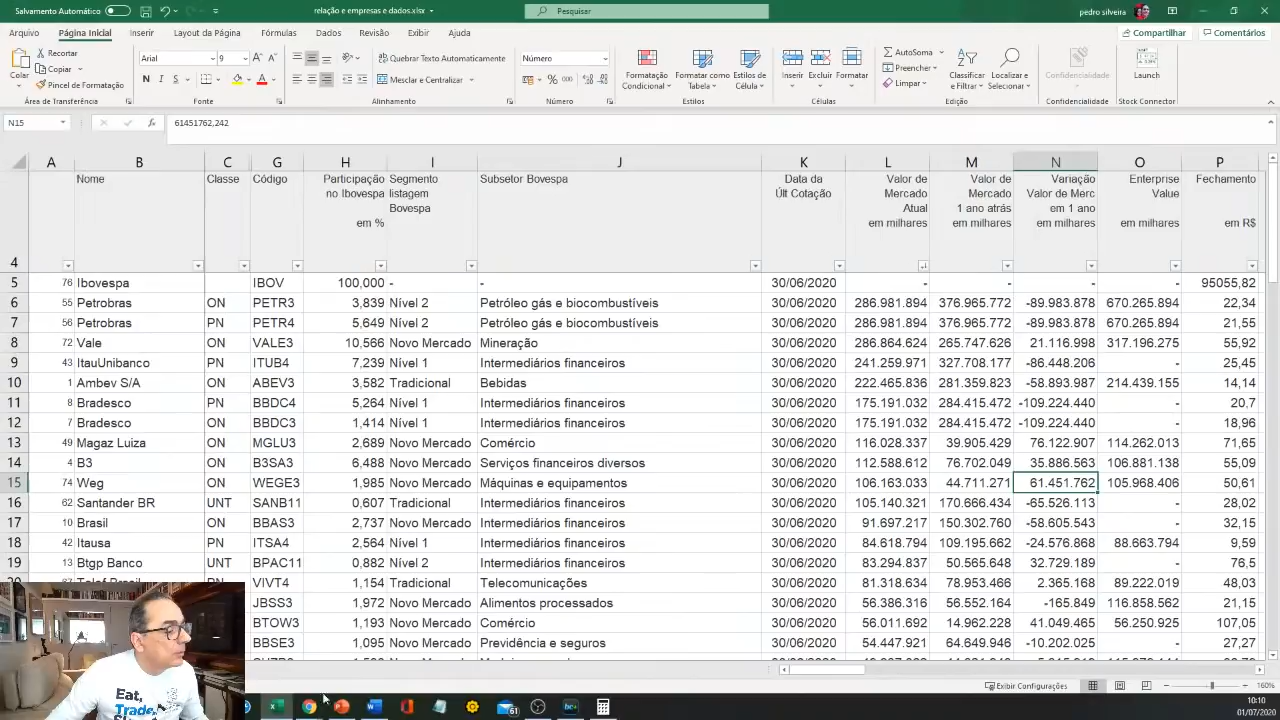 Salvamento Automático relação e empresas e dados.xlsx Pesquisar pedro silveira
Arquivo Página Inicial Inserir Layout da Página Fórmulas Dados Revisão Exibir Ajuda Compartilhar Comentários
Colar Recortar Copiar Pincel de Formatação
Arial 9
N I S
Quebrar Texto Automaticamente
Mesclar e Centralizar
Número
% 000
Formatação Condicional Formatar como Tabela Estilos de Célula
Inserir Excluir Formatar
AutoSoma Preencher Limpar
Classificar e Filtrar Localizar e Selecionar
Confidencialidade
Launch
Área de Transferência Fonte Alinhamento Número Estilos Células Edição Confidencialidade Stock Connector
N15 fx 61451762,242
A B C G H I J K L M N O P
4 Nome Classe Código Participação no Ibovespa em % Segmento listagem Bovespa Subsetor Bovespa Data da Últ Cotação Valor de Mercado Atual em milhares Valor de Mercado 1 ano atrás em milhares Variação Valor de Merc em 1 ano em milhares Enterprise Value em milhares Fechamento em R$
5 76 Ibovespa IBOV 100,000 - - 30/06/2020 - - - - 95055,82
6 55 Petrobras ON PETR3 3,839 Nível 2 Petróleo gás e biocombustíveis 30/06/2020 286.981.894 376.965.772 -89.983.878 670.265.894 22,34
7 56 Petrobras PN PETR4 5,649 Nível 2 Petróleo gás e biocombustíveis 30/06/2020 286.981.894 376.965.772 -89.983.878 670.265.894 21,55
8 72 Vale ON VALE3 10,566 Novo Mercado Mineração 30/06/2020 286.864.624 265.747.626 21.116.998 317.196.275 55,92
9 43 ItauUnibanco PN ITUB4 7,239 Nível 1 Intermediários financeiros 30/06/2020 241.259.971 327.708.177 -86.448.206 - 25,45
10 1 Ambev S/A ON ABEV3 3,582 Tradicional Bebidas 30/06/2020 222.465.836 281.359.823 -58.893.987 214.439.155 14,14
11 8 Bradesco PN BBDC4 5,264 Nível 1 Intermediários financeiros 30/06/2020 175.191.032 284.415.472 -109.224.440 - 20,7
12 7 Bradesco ON BBDC3 1,414 Nível 1 Intermediários financeiros 30/06/2020 175.191.032 284.415.472 -109.224.440 - 18,96
13 49 Magaz Luiza ON MGLU3 2,689 Novo Mercado Comércio 30/06/2020 116.028.337 39.905.429 76.122.907 114.262.013 71,65
14 4 B3 ON B3SA3 6,488 Novo Mercado Serviços financeiros diversos 30/06/2020 112.588.612 76.702.049 35.886.563 106.881.138 55,09
15 74 Weg ON WEGE3 1,985 Novo Mercado Máquinas e equipamentos 30/06/2020 106.163.033 44.711.271 61.451.762 105.968.406 50,61
16 62 Santander BR UNT SANB11 0,607 Tradicional Intermediários financeiros 30/06/2020 105.140.321 170.666.434 -65.526.113 - 28,02
17 10 Brasil ON BBAS3 2,737 Novo Mercado Intermediários financeiros 30/06/2020 91.697.217 150.302.760 -58.605.543 - 32,15
18 42 Itausa PN ITSA4 2,564 Nível 1 Intermediários financeiros 30/06/2020 84.618.794 109.195.662 -24.576.868 88.663.794 9,59
19 13 Btgp Banco UNT BPAC11 0,882 Nível 2 Intermediários financeiros 30/06/2020 83.294.837 50.565.648 32.729.189 - 76,5
VIVT4 1,154 Tradicional Telecomunicações 30/06/2020 81.318.634 78.953.466 2.365.168 89.222.019 48,03
JBSS3 1,972 Novo Mercado Alimentos processados 30/06/2020 56.386.316 56.552.164 -165.849 116.858.562 21,15
BTOW3 1,193 Novo Mercado Comércio 30/06/2020 56.011.692 14.962.228 41.049.465 56.250.925 107,05
BBSE3 1,095 Novo Mercado Previdência e seguros 30/06/2020 54.447.921 64.649.946 -10.202.025 - 27,27
Exibir Configurações 160%
Eat,
Trade
61
10:10
01/07/2020